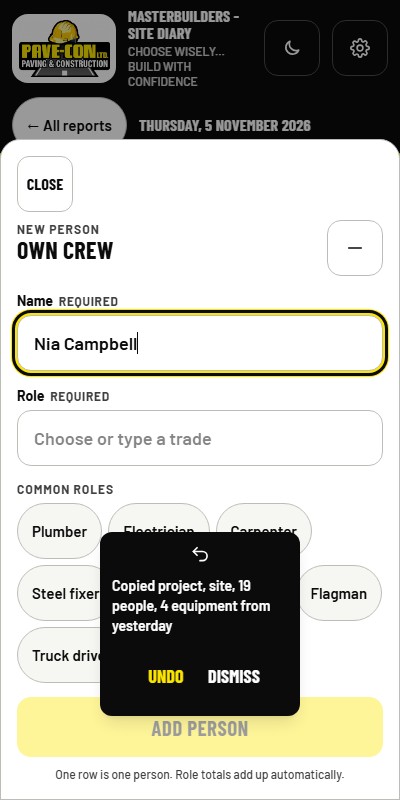 PAVE-CON LTD.
PAVING & CONSTRUCTION
MASTERBUILDERS -
SITE DIARY
CHOOSE WISELY...
BUILD WITH
CONFIDENCE
← All reports
THURSDAY, 5 NOVEMBER 2026
CLOSE
NEW PERSON
OWN CREW
Name REQUIRED
Nia Campbell
Role REQUIRED
Choose or type a trade
COMMON ROLES
Plumber Electrician Carpenter
Steel fixer Flagman
Truck
Copied project, site, 19
people, 4 equipment from
yesterday
UNDO DISMISS
ADD PERSON
One row is one person. Role totals add up automatically.